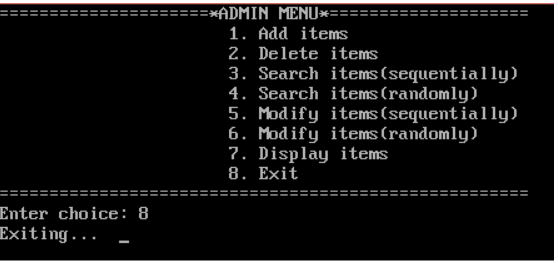 =====================*ADMIN MENU*====================
1. Add items
2. Delete items
3. Search items(sequentially)
4. Search items(randomly)
5. Modify items(sequentially)
6. Modify items(randomly)
7. Display items
8. Exit
=====================================================
Enter choice: 8
Exiting... _